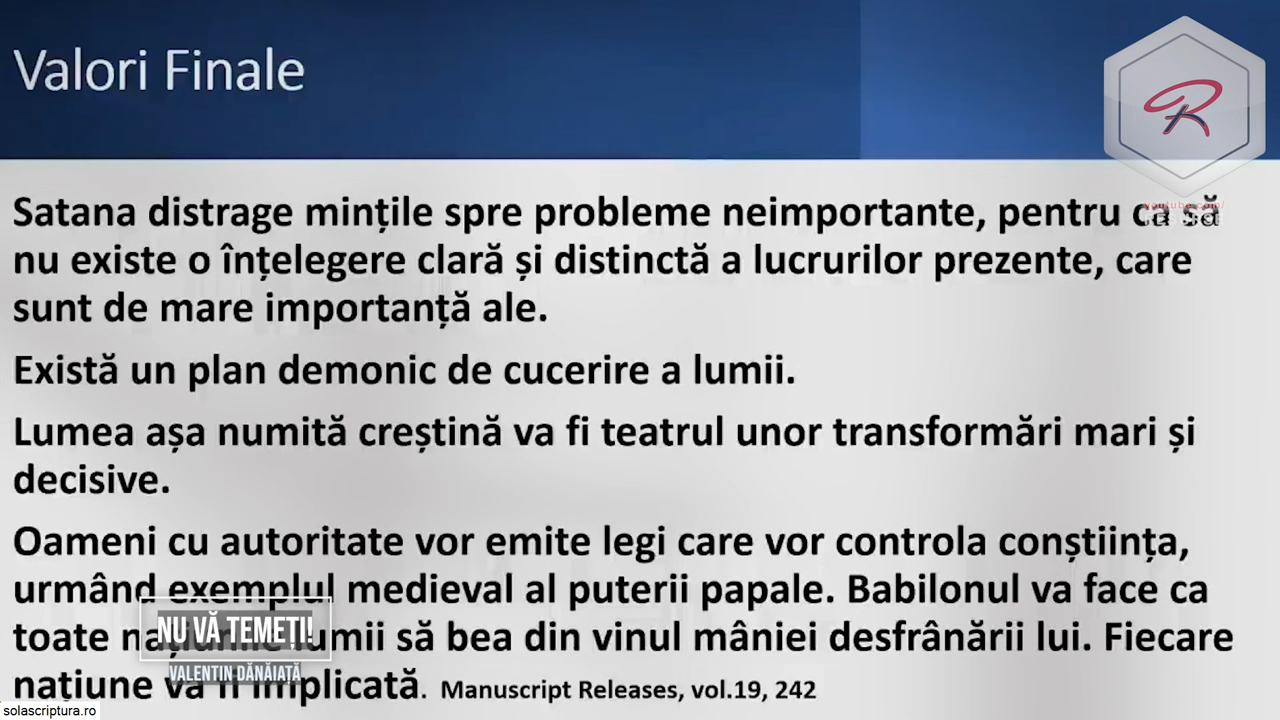 Valori Finale
R
youtube.com/
Satana distrage mințile spre probleme neimportante, pentru ca să
nu existe o înțelegere clară și distinctă a lucrurilor prezente, care
sunt de mare importanță ale.
Există un plan demonic de cucerire a lumii.
Lumea așa numită creștină va fi teatrul unor transformări mari și
decisive.
Oameni cu autoritate vor emite legi care vor controla conștiința,
urmând exemplul medieval al puterii papale. Babilonul va face ca
toate națiunile lumii să bea din vinul mâniei desfrânării lui. Fiecare
națiune va fi implicată. Manuscript Releases, vol.19, 242
NU VĂ TEMEȚI!
VALENTIN DĂNĂIAȚĂ
solascriptura.ro